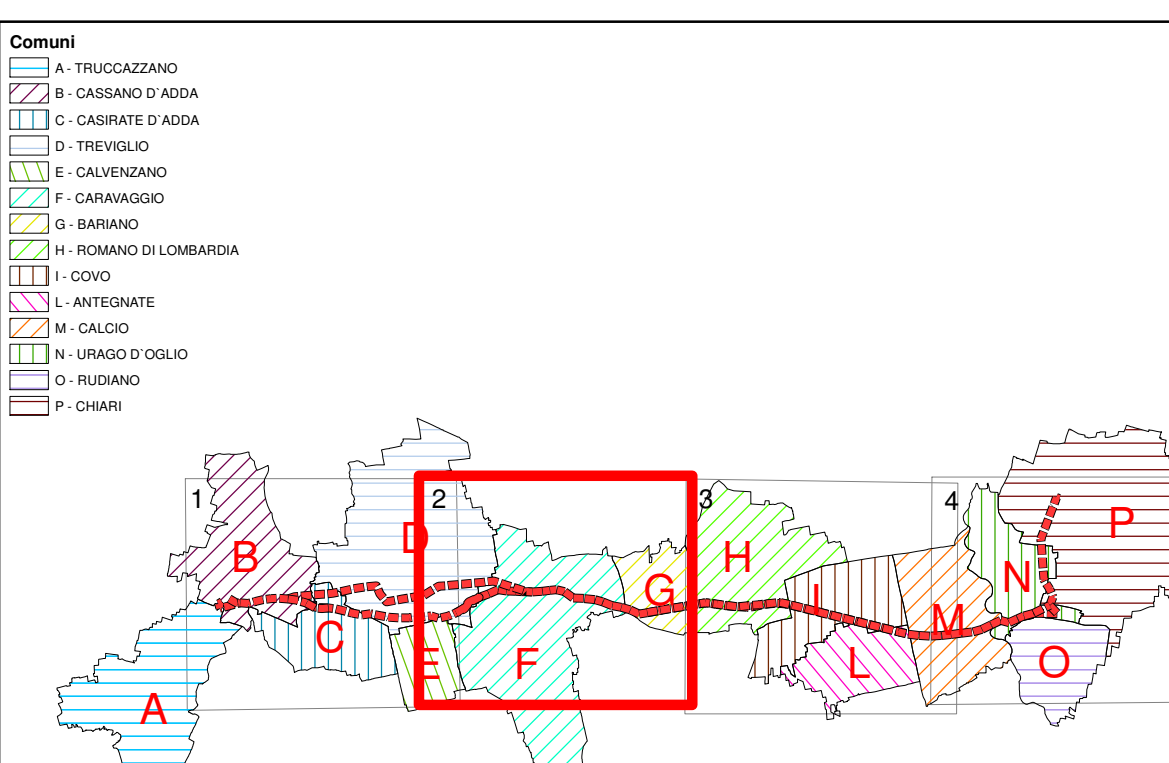 Comuni
A - TRUCCAZZANO
B - CASSANO D`ADDA
C - CASIRATE D`ADDA
D - TREVIGLIO
E - CALVENZANO
F - CARAVAGGIO
G - BARIANO
H - ROMANO DI LOMBARDIA
I - COVO
L - ANTEGNATE
M - CALCIO
N - URAGO D`OGLIO
O - RUDIANO
P - CHIARI
1
2
3
4
B
D
H
P
G
N
I
C
M
E
F
L
O
A